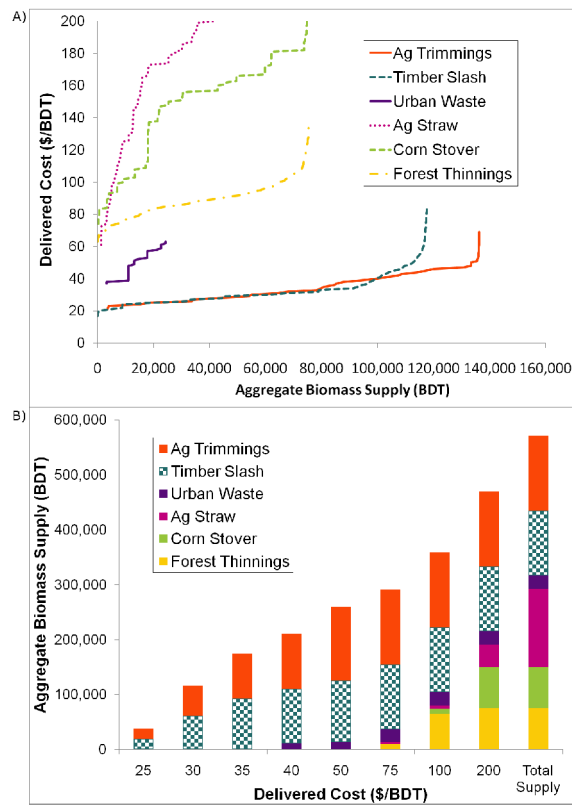 A)
Delivered Cost ($/BDT)
200
180
160
140
120
100
80
60
40
20
0
Ag Trimmings
Timber Slash
Urban Waste
Ag Straw
Corn Stover
Forest Thinnings
0 20,000 40,000 60,000 80,000 100,000 120,000 140,000 160,000
Aggregate Biomass Supply (BDT)
B)
Aggregate Biomass Supply (BDT)
600,000
500,000
400,000
300,000
200,000
100,000
0
Ag Trimmings
Timber Slash
Urban Waste
Ag Straw
Corn Stover
Forest Thinnings
25 30 35 40 50 75 100 200 Total
Supply
Delivered Cost ($/BDT)